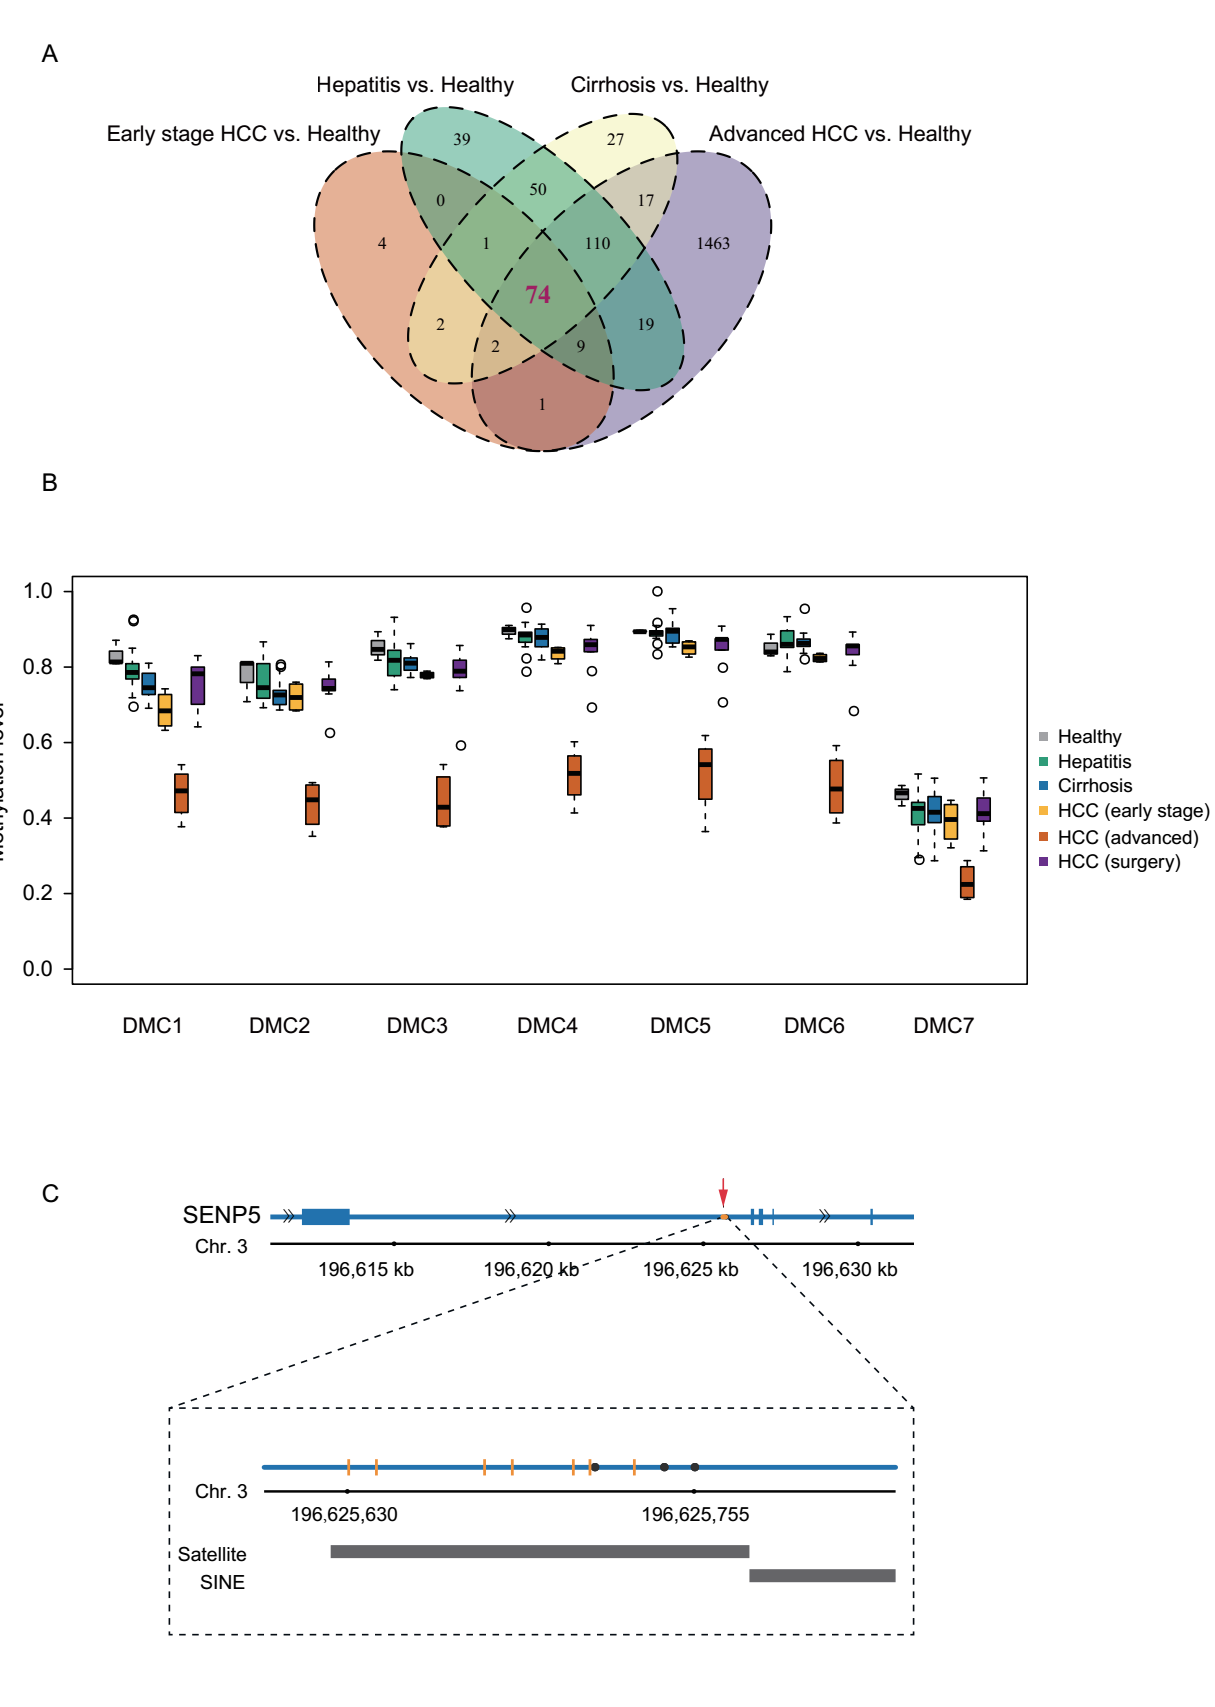 A
Hepatitis vs. Healthy
Cirrhosis vs. Healthy
Early stage HCC vs. Healthy
Advanced HCC vs. Healthy
39
27
0
50
17
4
1
110
1463
74
2
2
9
19
1
B
1.0
0.8
0.6
0.4
0.2
0.0
DMC1
DMC2
DMC3
DMC4
DMC5
DMC6
DMC7
Healthy
Hepatitis
Cirrhosis
HCC (early stage)
HCC (advanced)
HCC (surgery)
C
SENP5
Chr. 3
196,615 kb
196,620 kb
196,625 kb
196,630 kb
Chr. 3
196,625,630
196,625,755
Satellite
SINE